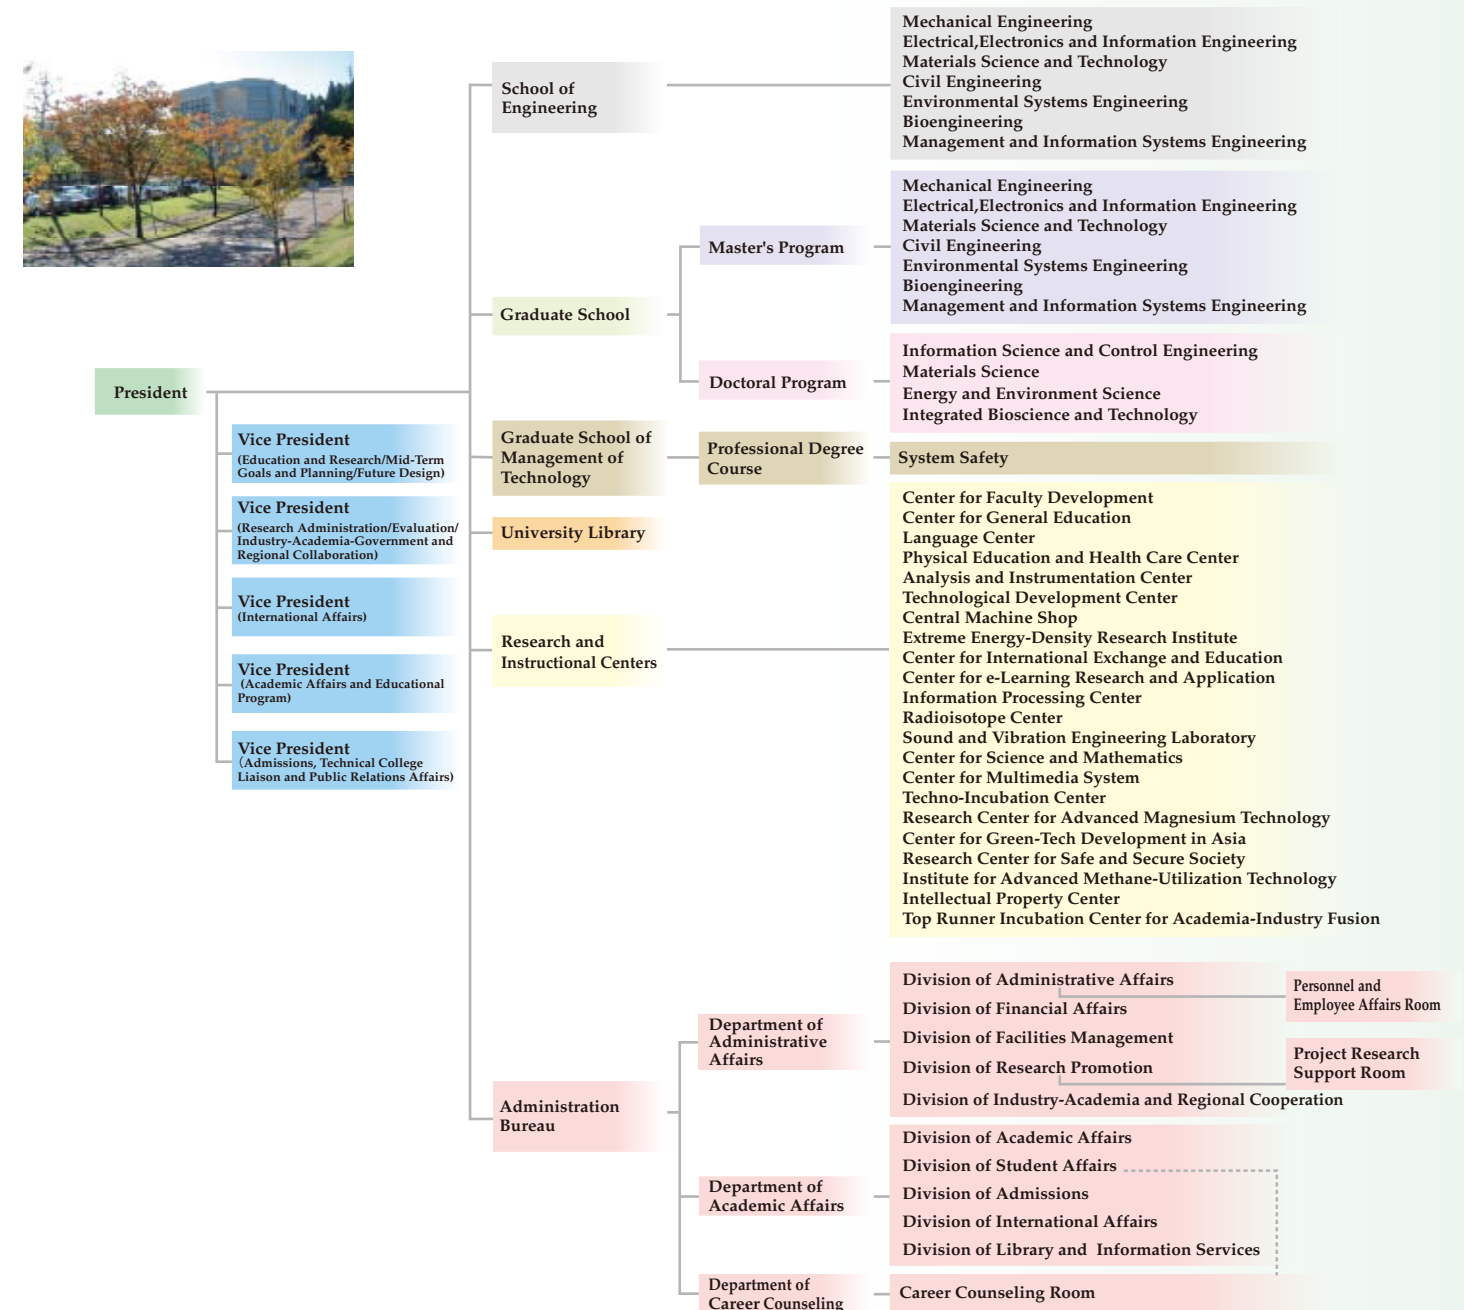 President
Vice President
(Education and Research/Mid-Term
Goals and Planning/Future Design)
Vice President
(Research Administration/Evaluation/
Industry-Academia-Government and
Regional Collaboration)
Vice President
(International Affairs)
Vice President
(Academic Affairs and Educational
Program)
Vice President
(Admissions, Technical College
Liaison and Public Relations Affairs)
School of
Engineering
Mechanical Engineering
Electrical,Electronics and Information Engineering
Materials Science and Technology
Civil Engineering
Environmental Systems Engineering
Bioengineering
Management and Information Systems Engineering
Graduate School
Master's Program
Mechanical Engineering
Electrical,Electronics and Information Engineering
Materials Science and Technology
Civil Engineering
Environmental Systems Engineering
Bioengineering
Management and Information Systems Engineering
Doctoral Program
Information Science and Control Engineering
Materials Science
Energy and Environment Science
Integrated Bioscience and Technology
Graduate School of
Management of
Technology
Professional Degree
Course
System Safety
University Library
Research and
Instructional Centers
Center for Faculty Development
Center for General Education
Language Center
Physical Education and Health Care Center
Analysis and Instrumentation Center
Technological Development Center
Central Machine Shop
Extreme Energy-Density Research Institute
Center for International Exchange and Education
Center for e-Learning Research and Application
Information Processing Center
Radioisotope Center
Sound and Vibration Engineering Laboratory
Center for Science and Mathematics
Center for Multimedia System
Techno-Incubation Center
Research Center for Advanced Magnesium Technology
Center for Green-Tech Development in Asia
Research Center for Safe and Secure Society
Institute for Advanced Methane-Utilization Technology
Intellectual Property Center
Top Runner Incubation Center for Academia-Industry Fusion
Administration
Bureau
Department of
Administrative
Affairs
Division of Administrative Affairs
Division of Financial Affairs
Division of Facilities Management
Division of Research Promotion
Division of Industry-Academia and Regional Cooperation
Personnel and
Employee Affairs Room
Project Research
Support Room
Department of
Academic Affairs
Division of Academic Affairs
Division of Student Affairs
Division of Admissions
Division of International Affairs
Division of Library and Information Services
Department of
Career Counseling
Career Counseling Room